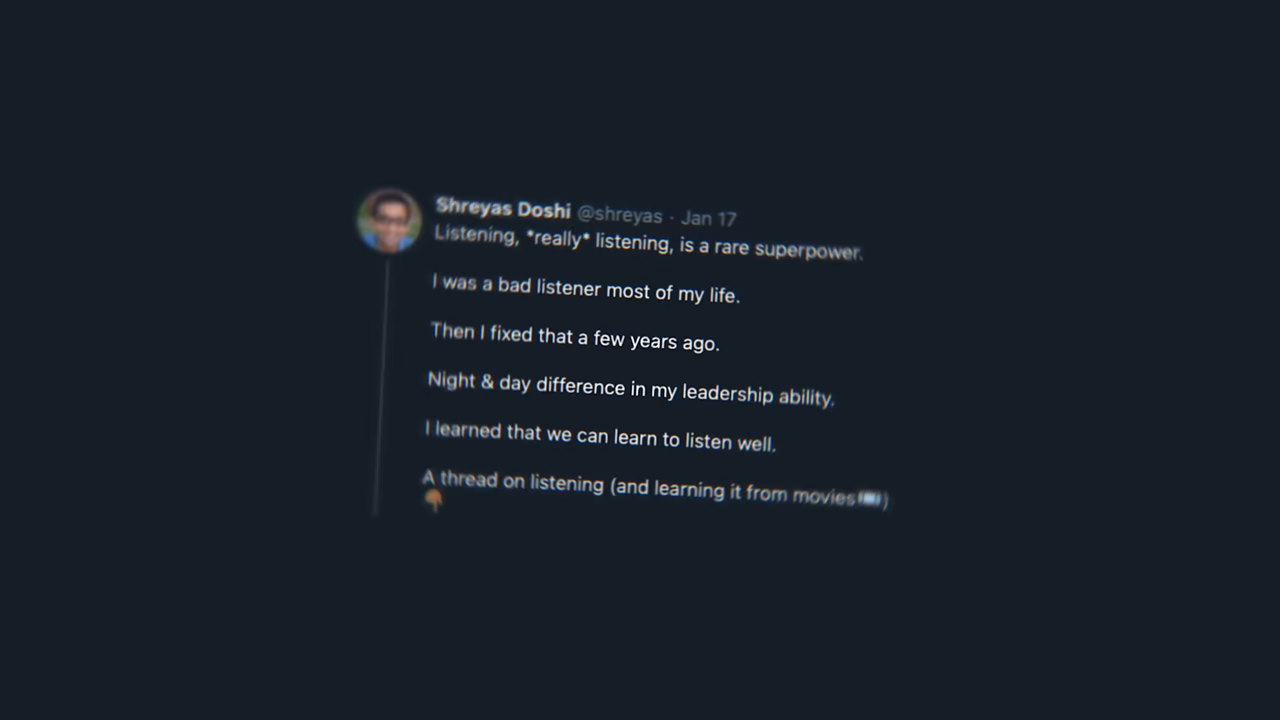 Shreyas Doshi @shreyas · Jan 17
Listening, *really* listening, is a rare superpower.
I was a bad listener most of my life.
Then I fixed that a few years ago.
Night & day difference in my leadership ability.
I learned that we can learn to listen well.
A thread on listening (and learning it from movies🎟️)
👇🏾